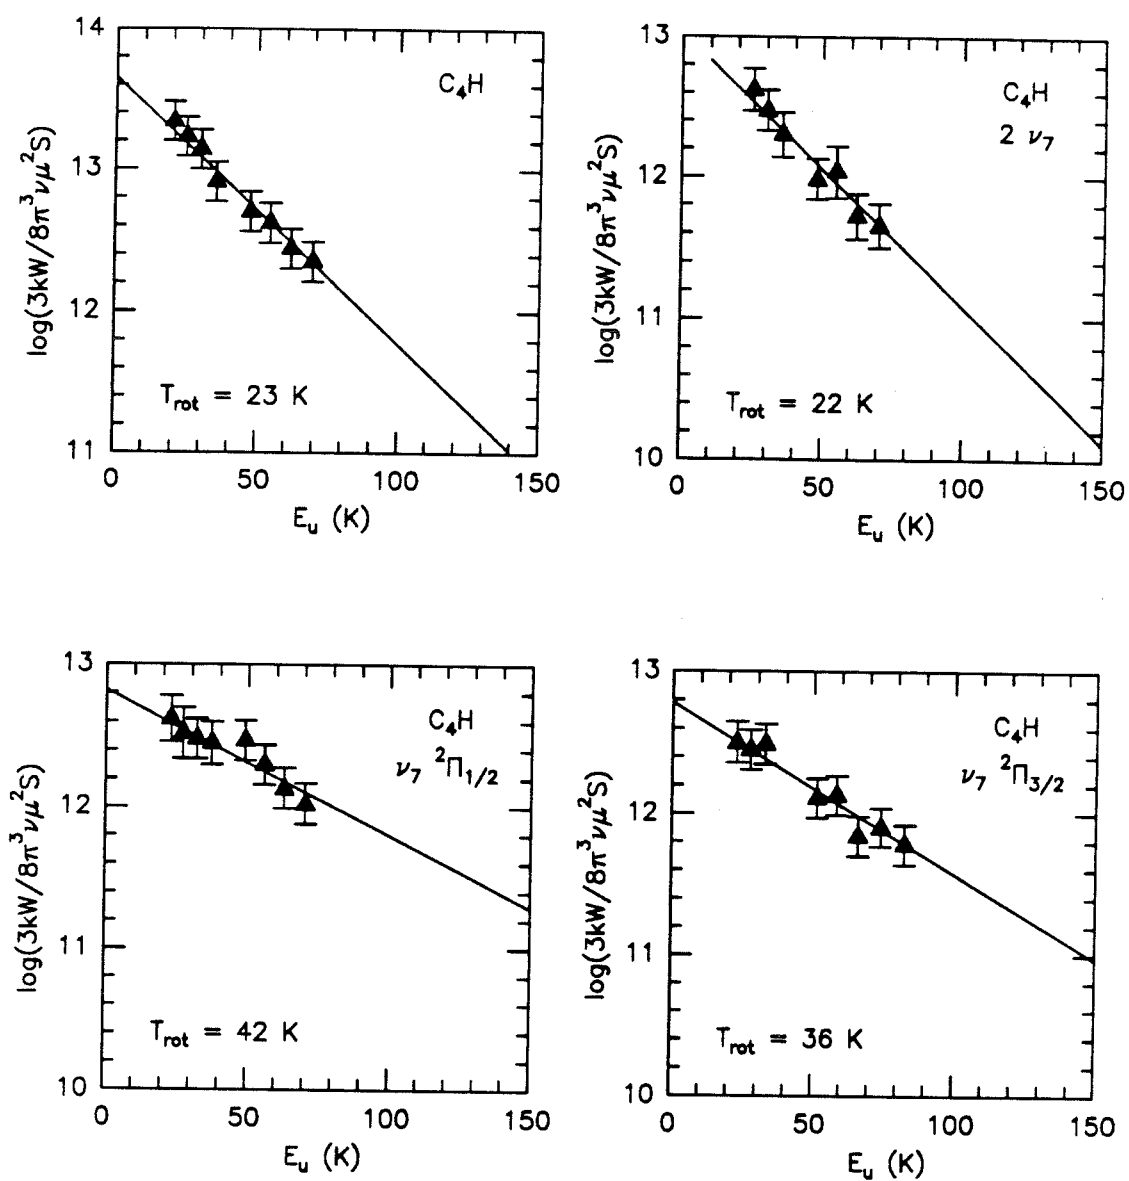 14
13
12
11
log(3kW/8π³νμ²S)
C₄H
T_rot = 23 K
0 50 100 150
E_u (K)
13
12
11
10
log(3kW/8π³νμ²S)
C₄H
2 ν₇
T_rot = 22 K
0 50 100 150
E_u (K)
13
12
11
10
log(3kW/8π³νμ²S)
C₄H
ν₇ ²Π₁/₂
T_rot = 42 K
0 50 100 150
E_u (K)
13
12
11
10
log(3kW/8π³νμ²S)
C₄H
ν₇ ²Π₃/₂
T_rot = 36 K
0 50 100 150
E_u (K)